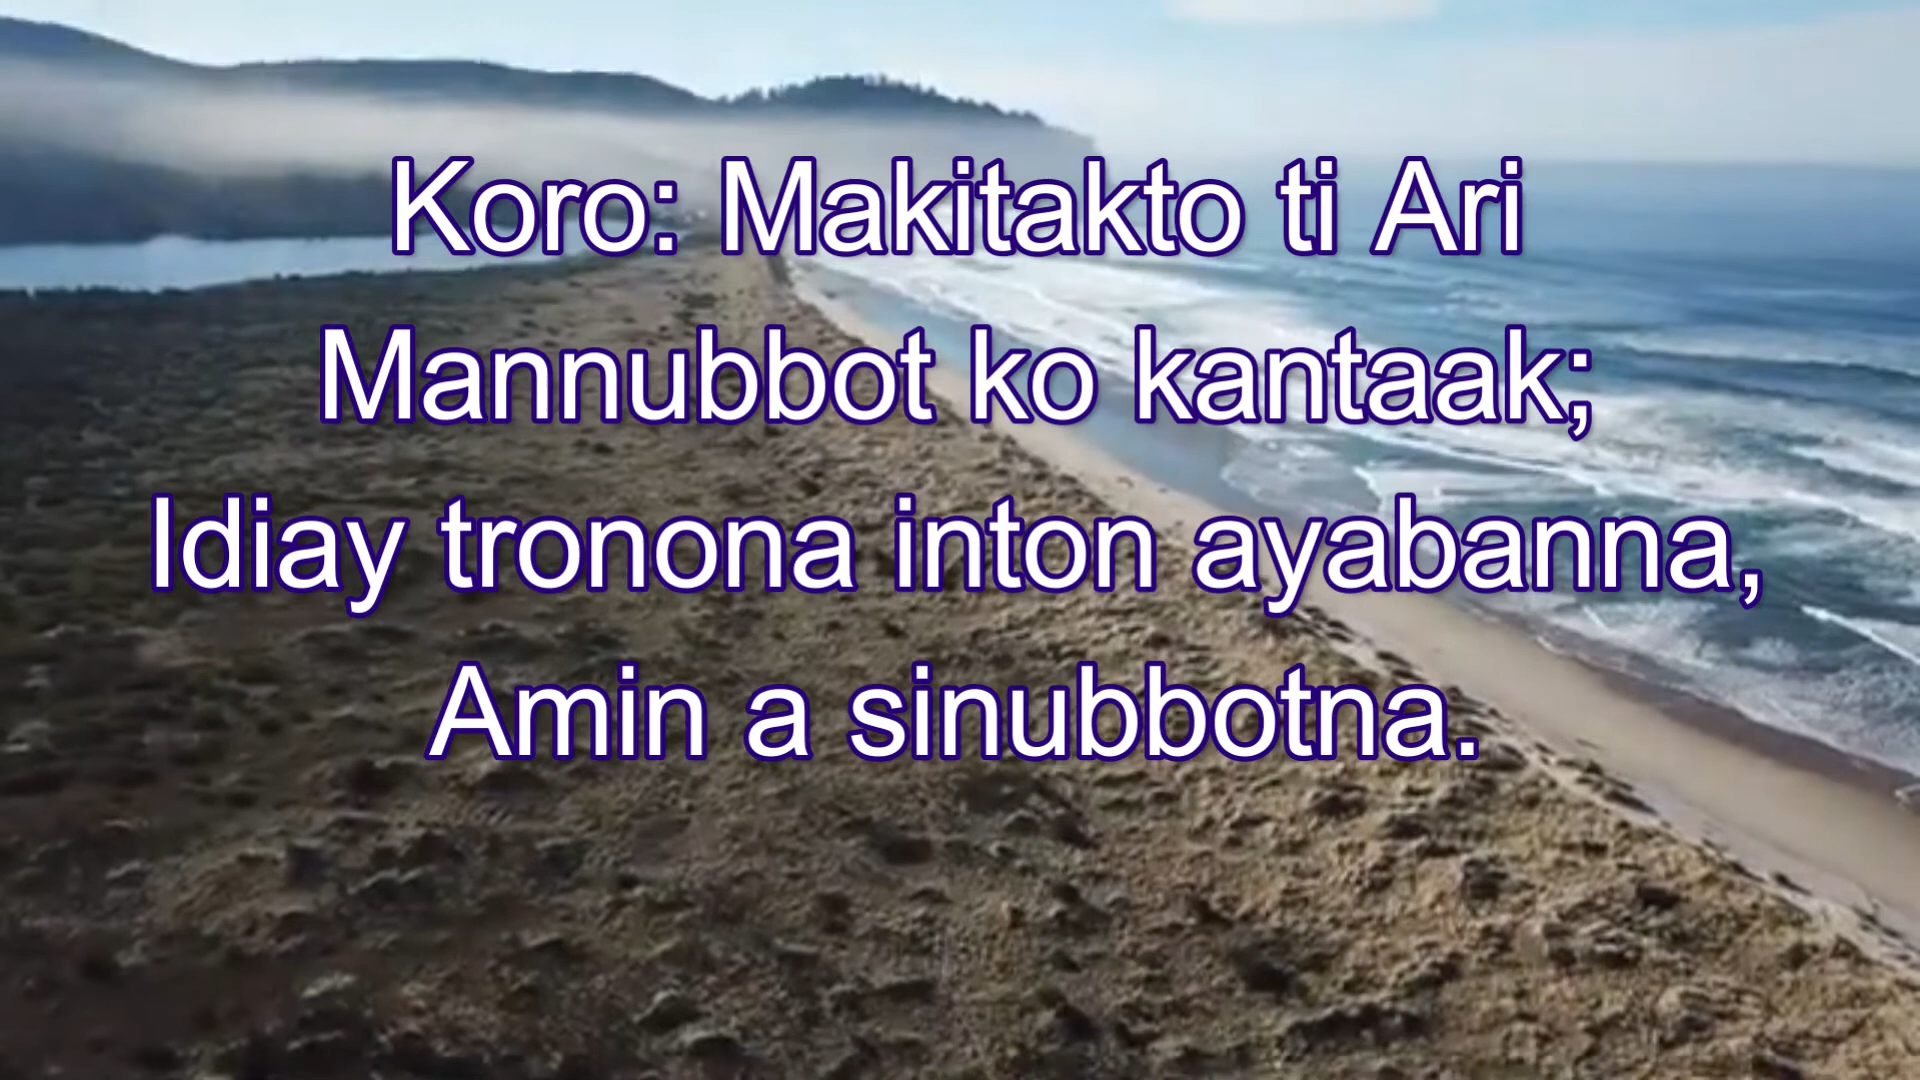 Koro: Makitakto ti Ari
Mannubbot ko kantaak;
Idiay tronona inton ayabanna,
Amin a sinubbotna.